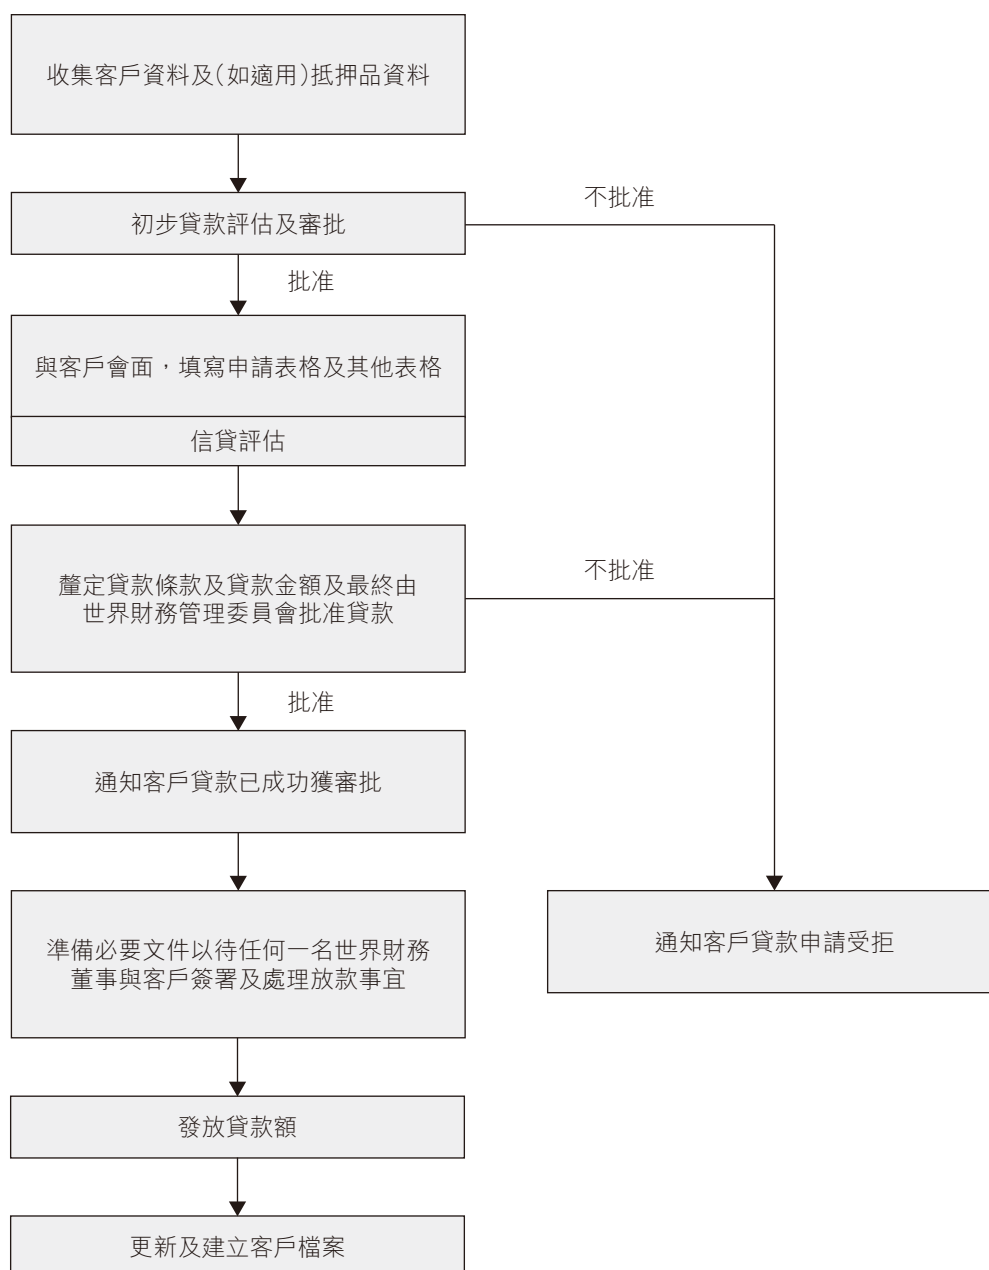 收集客戶資料及(如適用)抵押品資料
不批准
初步貸款評估及審批
批准
與客戶會面，填寫申請表格及其他表格
信貸評估
釐定貸款條款及貸款金額及最終由
世界財務管理委員會批准貸款
不批准
批准
通知客戶貸款已成功獲審批
準備必要文件以待任何一名世界財務
董事與客戶簽署及處理放款事宜
通知客戶貸款申請受拒
發放貸款額
更新及建立客戶檔案